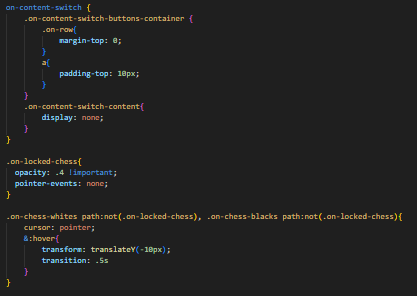 on-content-switch {
.on-content-switch-buttons-container {
.on-row{
margin-top: 0;
}
a{
padding-top: 10px;
}
}
.on-content-switch-content{
display: none;
}
}
.on-locked-chess{
opacity: .4 !important;
pointer-events: none;
}
.on-chess-whites path:not(.on-locked-chess), .on-chess-blacks path:not(.on-locked-chess){
cursor: pointer;
&:hover{
transform: translateY(-10px);
transition: .5s
}
}